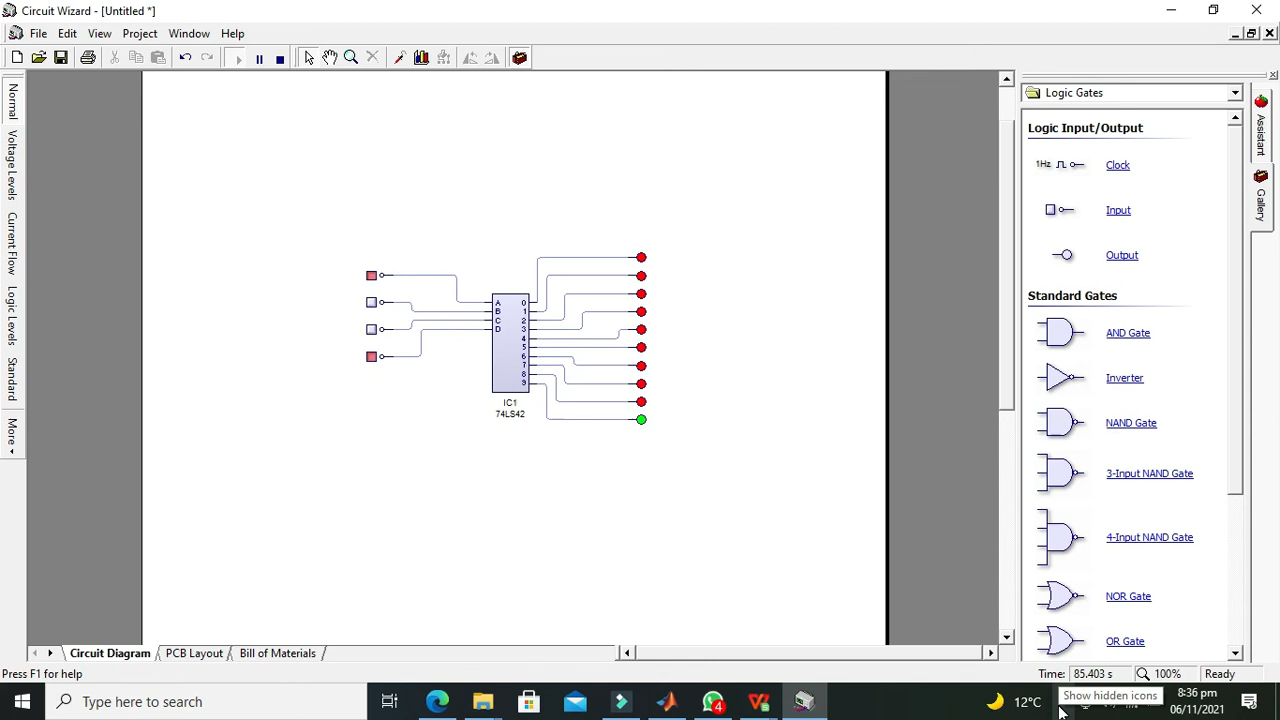 Circuit Wizard - [Untitled *]
File Edit View Project Window Help
Normal
Voltage Levels
Current Flow
Logic Levels
Standard
More
A
B
C
D
0
1
2
3
4
5
6
7
8
9
IC1
74LS42
Logic Gates
Logic Input/Output
1Hz Clock
Input
Output
Standard Gates
AND Gate
Inverter
NAND Gate
3-Input NAND Gate
4-Input NAND Gate
NOR Gate
OR Gate
Assistant
Gallery
Circuit Diagram PCB Layout Bill of Materials
Press F1 for help
Time: 85.403 s 100% Ready
Show hidden icons
Type here to search
4
12°C
8:36 pm
06/11/2021